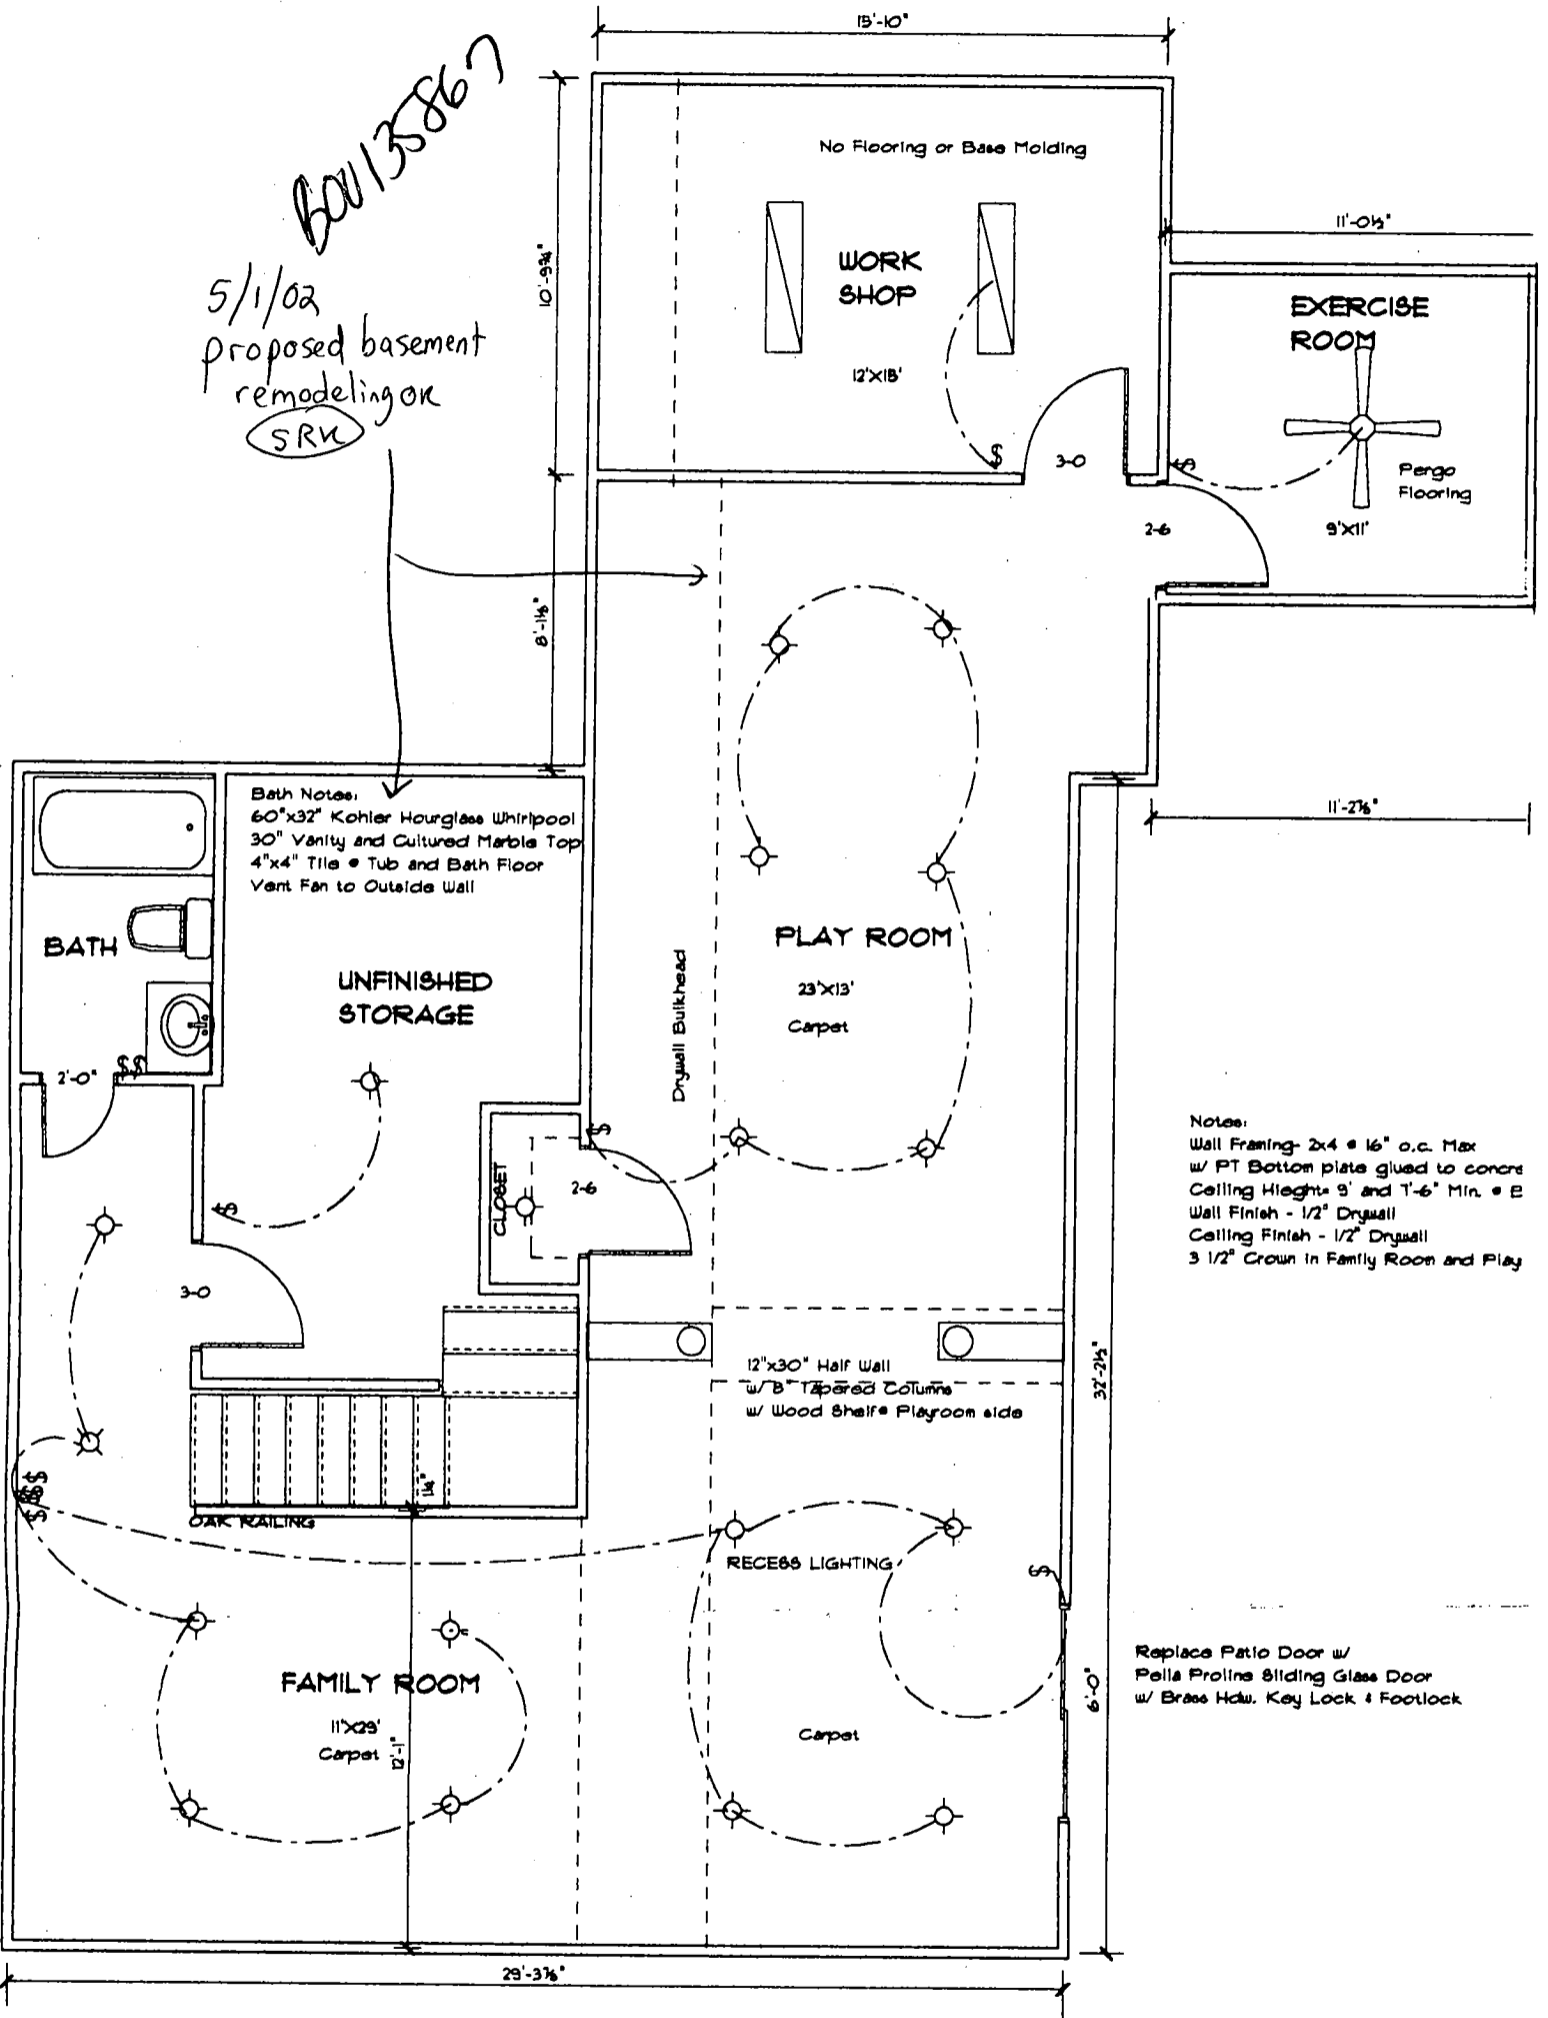 15'-10"
B00135867
No Flooring or Base Molding
11'-0½"
5/1/02
proposed basement
remodeling OK
SRK
10'-9¾"
WORK
SHOP
12'X15'
EXERCISE
ROOM
$
3-0
$
Pergo
Flooring
2-6
9'X11'
8'-1⅛"
Bath Notes:
60"x32" Kohler Hourglass Whirlpool
30" Vanity and Cultured Marble Top
4"x4" Tile @ Tub and Bath Floor
Vent Fan to Outside Wall
11'-2⅞"
BATH
UNFINISHED
STORAGE
PLAY ROOM
23'X13'
Carpet
Drywall Bulkhead
2'-0"
$$
$
CLOSET
2-6
$
3-0
Notes:
Wall Framing- 2x4 @ 16" o.c. Max
w/ PT Bottom plate glued to concre
Ceiling Hieght= 9' and 7'-6" Min. @ B
Wall Finish - 1/2" Drywall
Ceiling Finish - 1/2" Drywall
3 1/2" Crown in Family Room and Play
12"x30" Half Wall
w/ 8" Tapered Columns
w/ Wood Shelf @ Playroom side
32'-2½"
$$
$$
$
OAK RAILING
RECESS LIGHTING
$
FAMILY ROOM
11'X29'
Carpet
12'-1"
Carpet
6'-0"
Replace Patio Door w/
Pella Proline Sliding Glass Door
w/ Brass Hdw. Key Lock & Footlock
29'-3⅞"